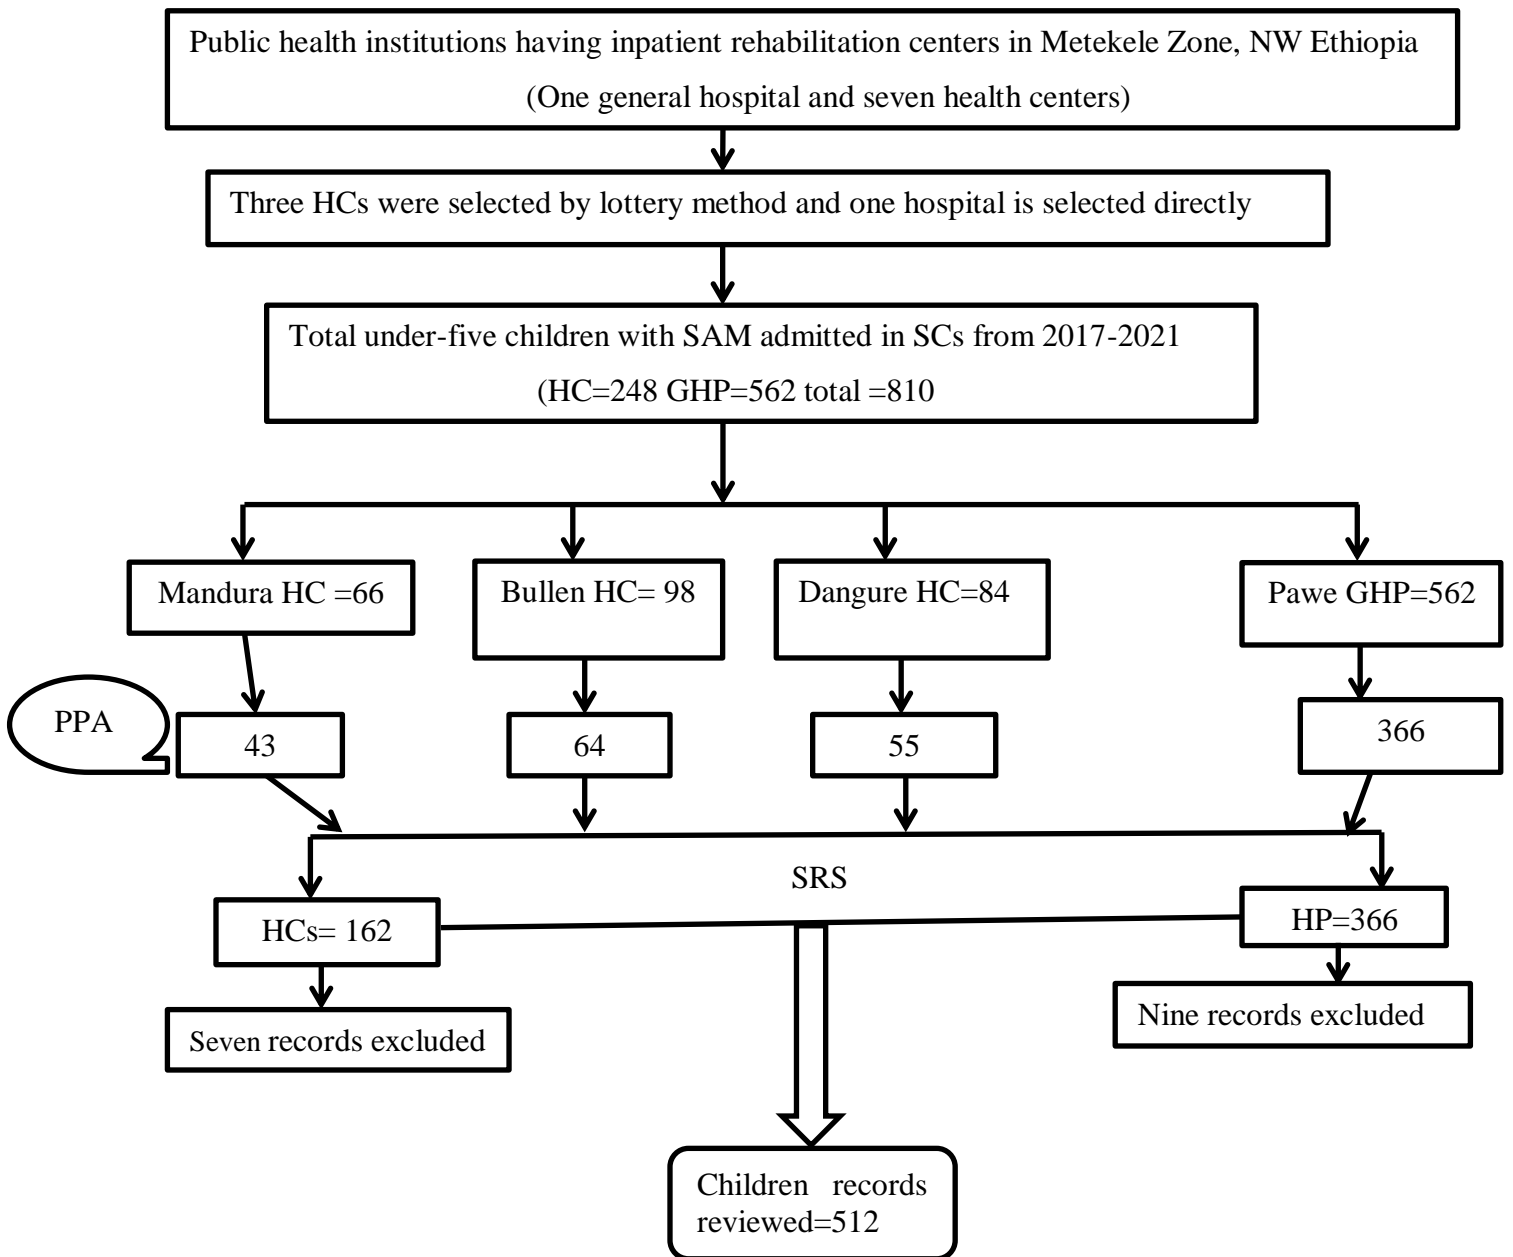 Public health institutions having inpatient rehabilitation centers in Metekele Zone, NW Ethiopia
(One general hospital and seven health centers)
Three HCs were selected by lottery method and one hospital is selected directly
Total under-five children with SAM admitted in SCs from 2017-2021
(HC=248 GHP=562 total =810
Mandura HC =66
Bullen HC= 98
Dangure HC=84
Pawe GHP=562
PPA
43
64
55
366
SRS
HCs= 162
HP=366
Seven records excluded
Nine records excluded
Children records
reviewed=512